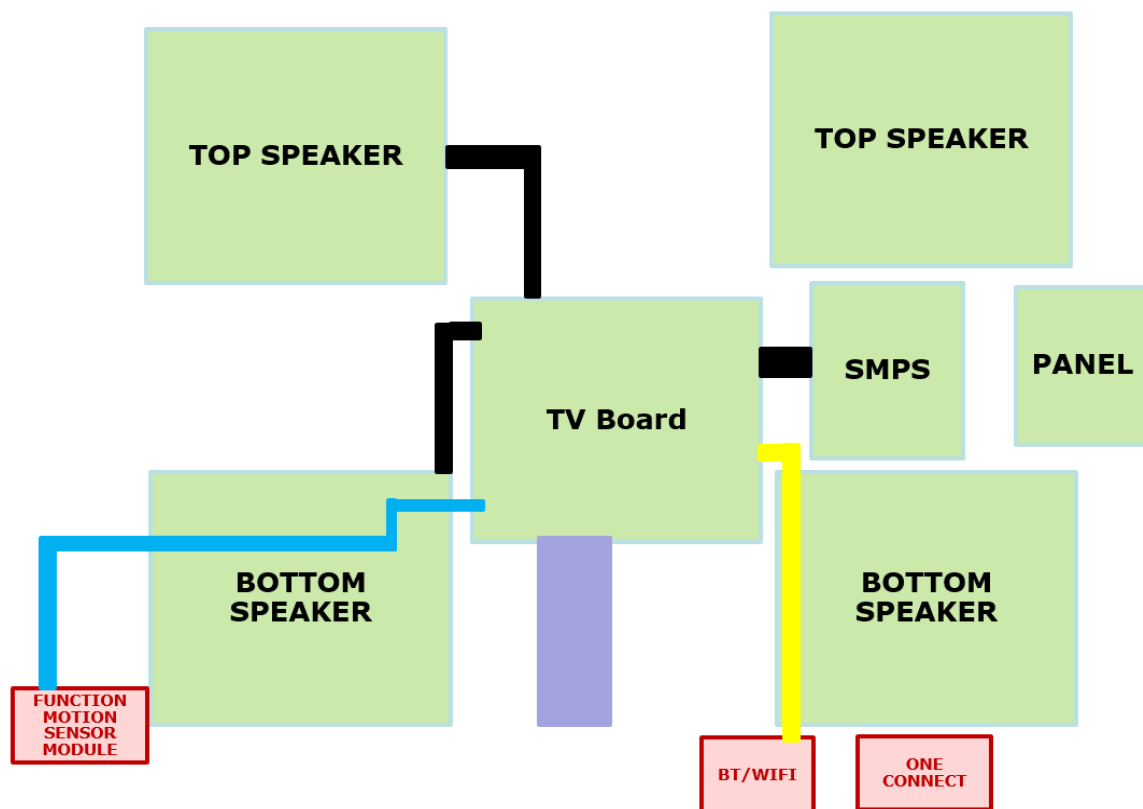 TOP SPEAKER
TOP SPEAKER
SMPS
PANEL
TV Board
BOTTOM
SPEAKER
BOTTOM
SPEAKER
FUNCTION
MOTION
SENSOR
MODULE
BT/WIFI
ONE
CONNECT